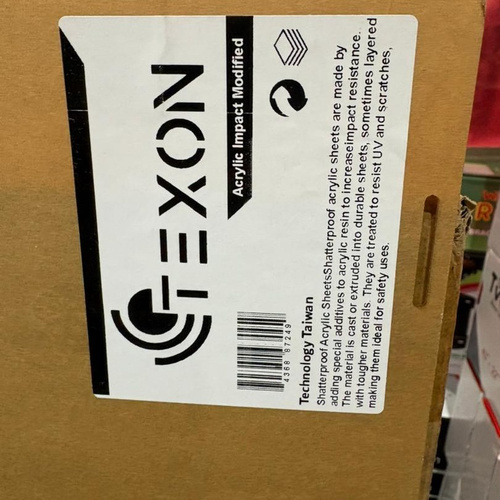 TEXON
Acrylic Impact Modified
4368 87249
Technology Taiwan
Shatterproof Acrylic SheetsShatterproof acrylic sheets are made by
adding special additives to acrylic resin to increaseimpact resistance.
The material is cast or extruded into durable sheets, sometimes layered
with tougher materials. They are treated to resist UV and scratches,
making them ideal for safety uses.